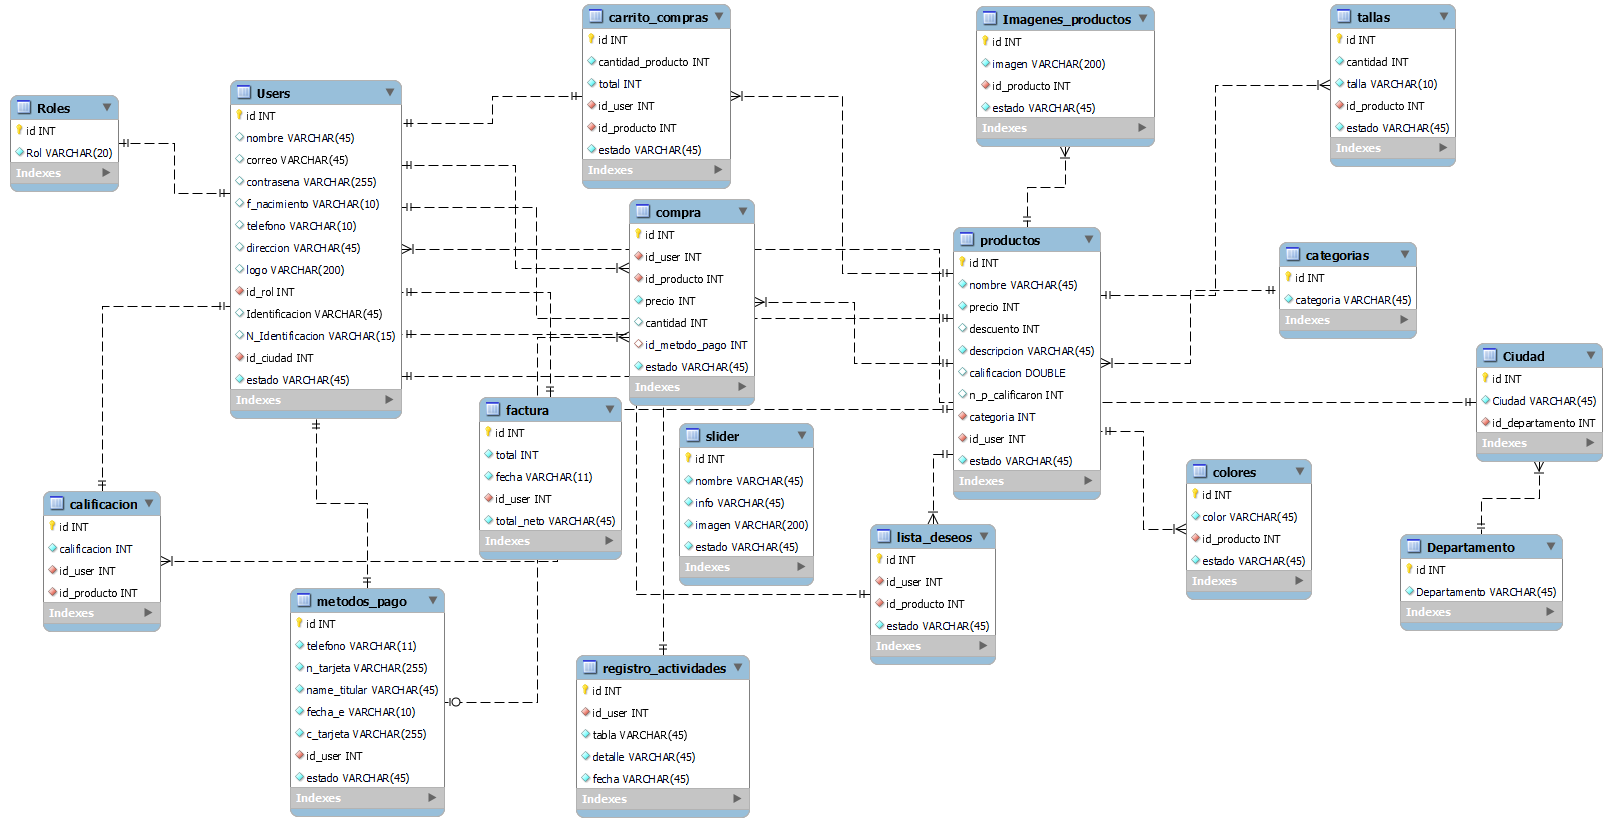 Roles
id INT
Rol VARCHAR(20)
Indexes
Users
id INT
nombre VARCHAR(45)
correo VARCHAR(45)
contrasena VARCHAR(255)
f_nacimiento VARCHAR(10)
telefono VARCHAR(10)
direccion VARCHAR(45)
logo VARCHAR(200)
id_rol INT
Identificacion VARCHAR(45)
N_Identificacion VARCHAR(15)
id_ciudad INT
estado VARCHAR(45)
Indexes
carrito_compras
id INT
cantidad_producto INT
total INT
id_user INT
id_producto INT
estado VARCHAR(45)
Indexes
Imagenes_productos
id INT
imagen VARCHAR(200)
id_producto INT
estado VARCHAR(45)
Indexes
tallas
id INT
cantidad INT
talla VARCHAR(10)
id_producto INT
estado VARCHAR(45)
Indexes
compra
id INT
id_user INT
id_producto INT
precio INT
cantidad INT
id_metodo_pago INT
estado VARCHAR(45)
Indexes
productos
id INT
nombre VARCHAR(45)
precio INT
descuento INT
descripcion VARCHAR(45)
calificacion DOUBLE
n_p_calificaron INT
categoria INT
id_user INT
estado VARCHAR(45)
Indexes
categorias
id INT
categoria VARCHAR(45)
Indexes
Ciudad
id INT
Ciudad VARCHAR(45)
id_departamento INT
Indexes
factura
id INT
total INT
fecha VARCHAR(11)
id_user INT
total_neto VARCHAR(45)
Indexes
slider
id INT
nombre VARCHAR(45)
info VARCHAR(45)
imagen VARCHAR(200)
estado VARCHAR(45)
Indexes
colores
id INT
color VARCHAR(45)
id_producto INT
estado VARCHAR(45)
Indexes
calificacion
id INT
calificacion INT
id_user INT
id_producto INT
Indexes
lista_deseos
id INT
id_user INT
id_producto INT
estado VARCHAR(45)
Indexes
Departamento
id INT
Departamento VARCHAR(45)
Indexes
metodos_pago
id INT
telefono VARCHAR(11)
n_tarjeta VARCHAR(255)
name_titular VARCHAR(45)
fecha_e VARCHAR(10)
c_tarjeta VARCHAR(255)
id_user INT
estado VARCHAR(45)
Indexes
registro_actividades
id INT
id_user INT
tabla VARCHAR(45)
detalle VARCHAR(45)
fecha VARCHAR(45)
Indexes